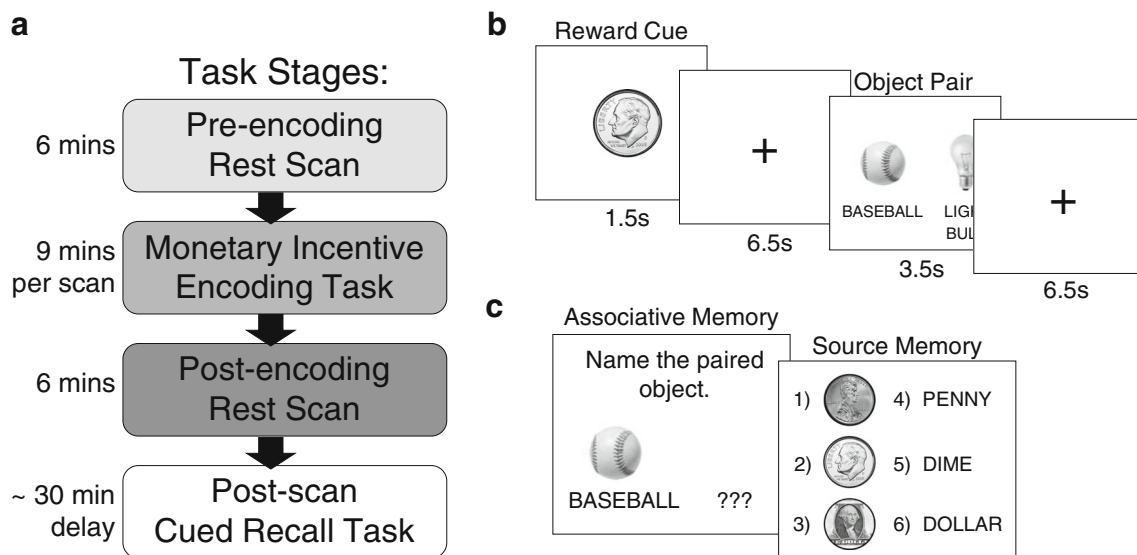 a
Task Stages:
6 mins
Pre-encoding
Rest Scan
9 mins
per scan
Monetary Incentive
Encoding Task
6 mins
Post-encoding
Rest Scan
~ 30 min
delay
Post-scan
Cued Recall Task
b
Reward Cue
LIBERTY
1.5s
+
6.5s
Object Pair
BASEBALL
LIGH
BUL
3.5s
+
6.5s
c
Associative Memory
Name the paired
object.
BASEBALL ???
Source Memory
1) 4) PENNY
2) 5) DIME
3) 6) DOLLAR